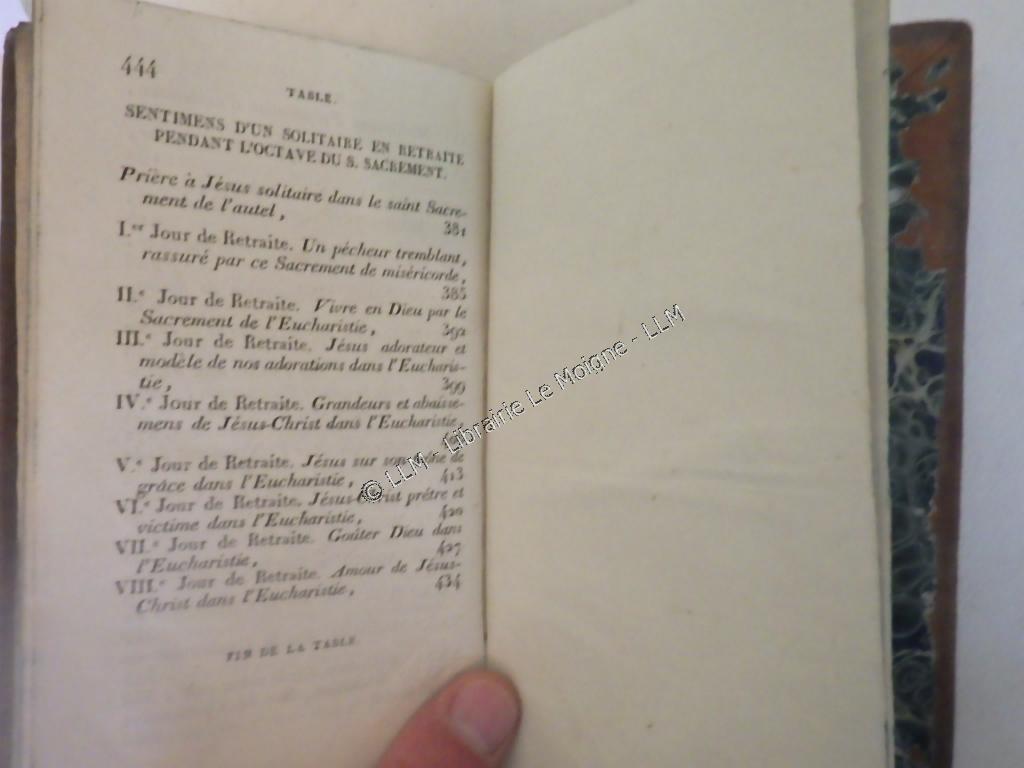 444
TABLE.
SENTIMENS D'UN SOLITAIRE EN RETRAITE
PENDANT L'OCTAVE DU S. SACREMENT.
Prière à Jésus solitaire dans le saint Sacre-
ment de l'autel,
381
I.er Jour de Retraite. Un pécheur tremblant,
rassuré par ce Sacrement de miséricorde,
385
II.e Jour de Retraite. Vivre en Dieu par le
Sacrement de l'Eucharistie, 392
III.e Jour de Retraite. Jésus adorateur et
modèle de nos adorations dans l'Eucharis-
tie, 399
IV.e Jour de Retraite. Grandeurs et abaisse-
mens de Jésus-Christ dans l'Eucharistie,
V.e Jour de Retraite. Jésus sur son de
grâce dans l'Eucharistie, 413
VI.e Jour de Retraite. Jésus-Christ prêtre et
victime dans l'Eucharistie, 420
VII.e Jour de Retraite. Goûter Dieu dans
l'Eucharistie, 427
VIII.e Jour de Retraite. Amour de Jésus-
Christ dans l'Eucharistie, 434
FIN DE LA TABLE.
© LLM - Librairie Le Moigne - LLM